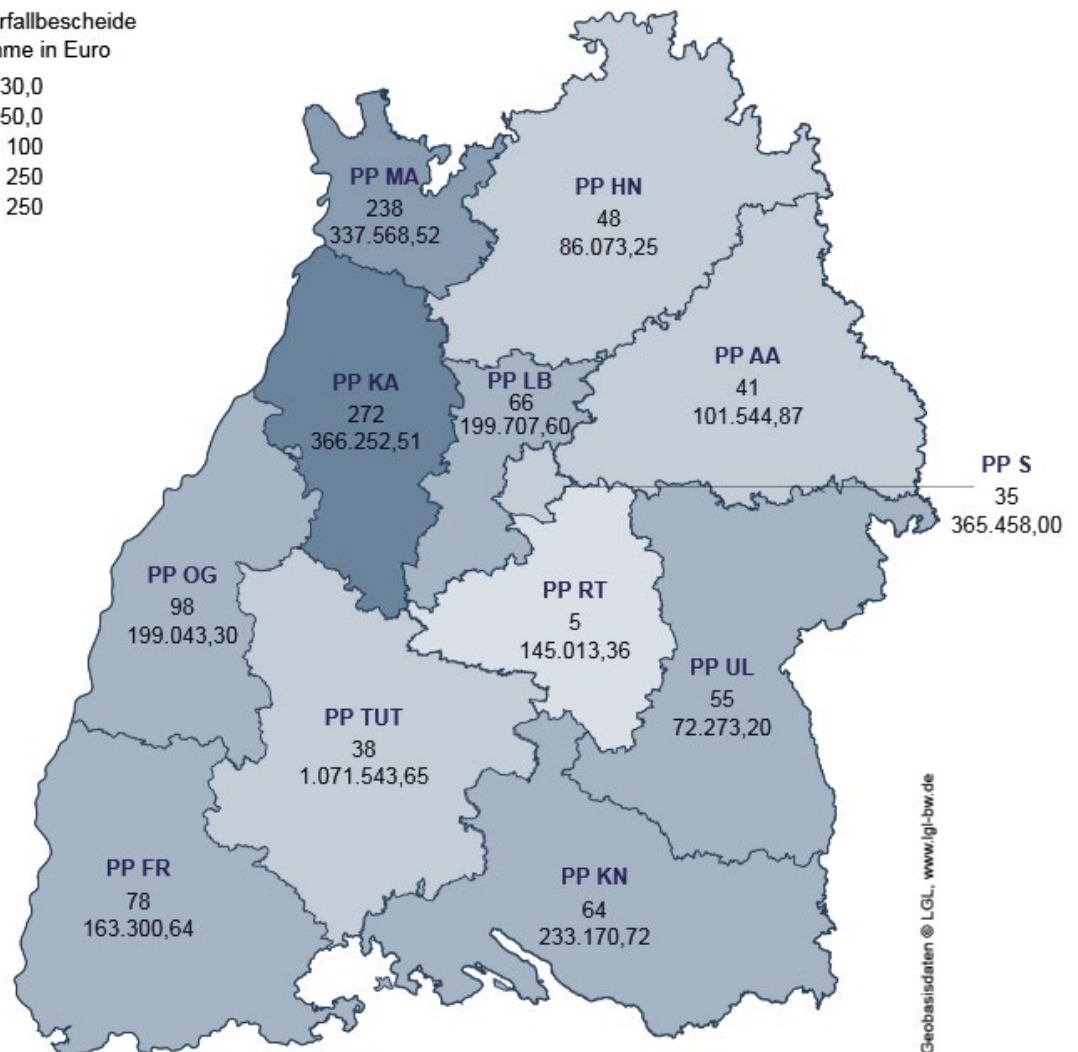 rfallbescheide
me in Euro
30,0
50,0
100
250
250
PP MA
238
337.568,52
PP HN
48
86.073,25
PP KA
272
366.252,51
PP LB
66
199.707,60
PP AA
41
101.544,87
PP S
35
365.458,00
PP OG
98
199.043,30
PP RT
5
145.013,36
PP UL
55
72.273,20
PP TUT
38
1.071.543,65
PP FR
78
163.300,64
PP KN
64
233.170,72
Geobasisdaten © LGL, www.lgl-bw.de